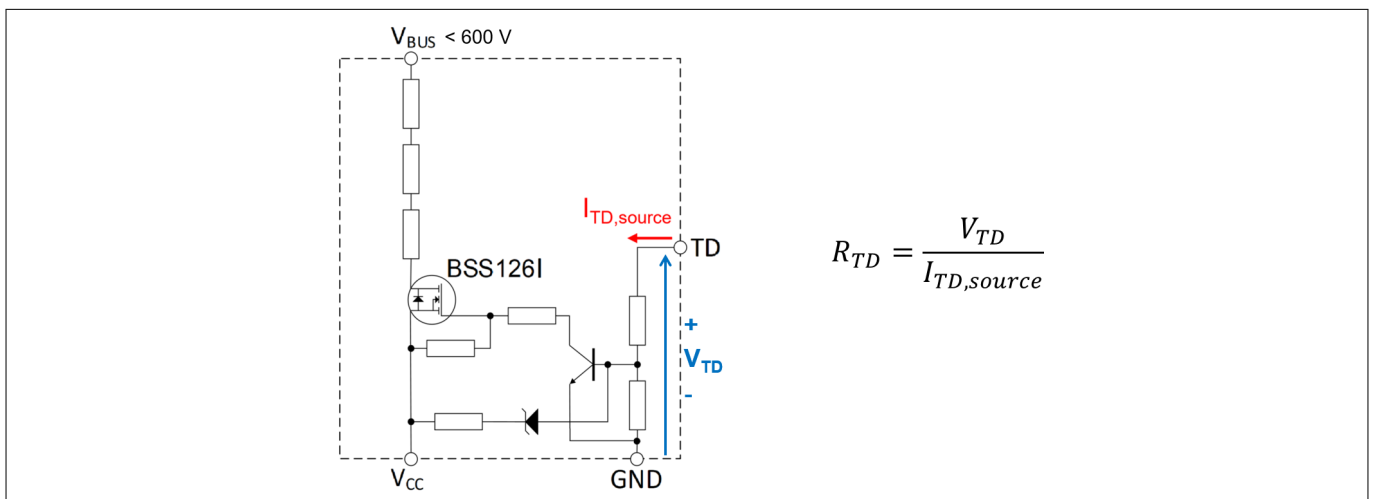 V_BUS < 600 V
I_TD,source
TD
BSS126I
R_TD = V_TD / I_TD,source
+
V_TD
-
V_CC
GND